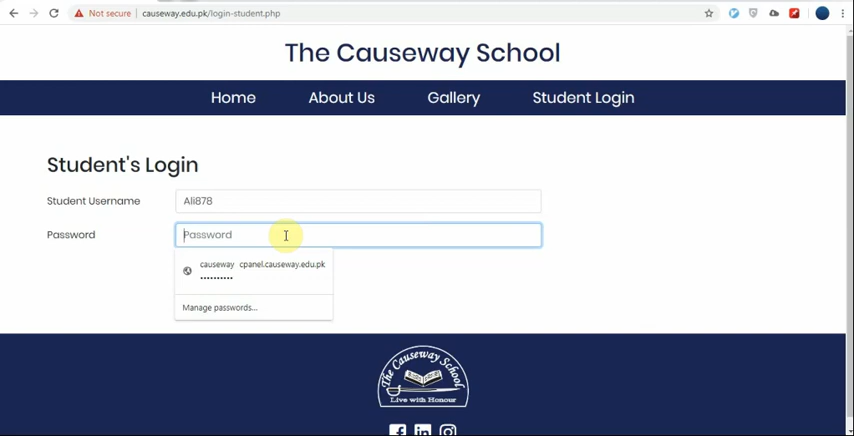 Not secure | causeway.edu.pk/login-student.php
The Causeway School
Home About Us Gallery Student Login
Student's Login
Student Username Ali878
Password Password
causeway cpanel.causeway.edu.pk
••••••••••
Manage passwords...
The Causeway School
Live with Honour